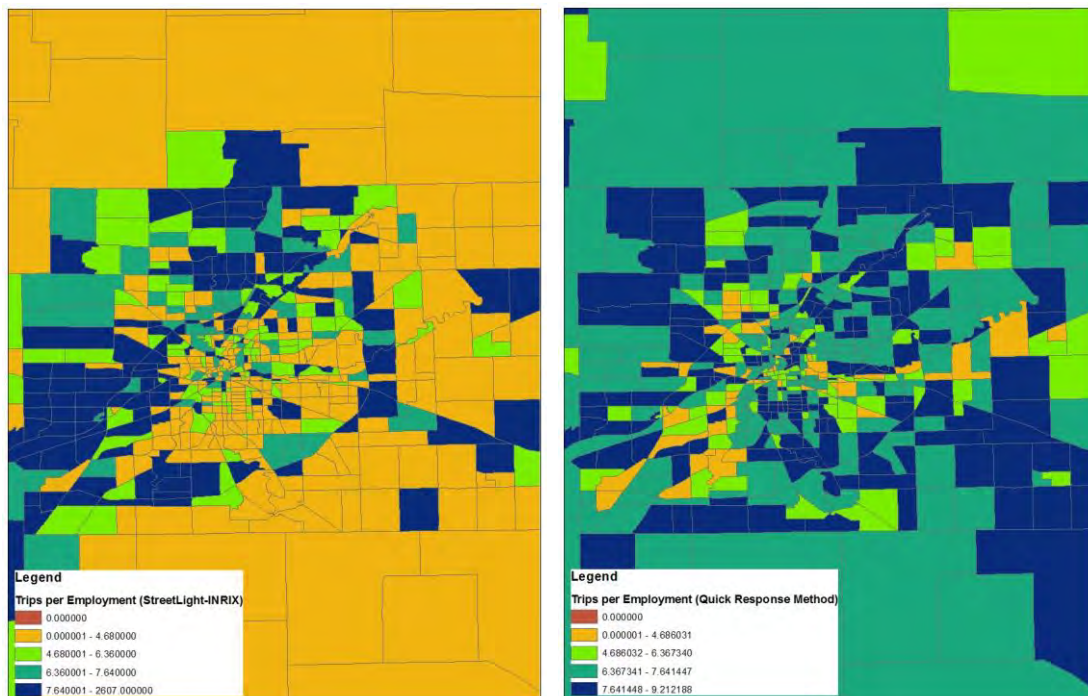 Legend
Trips per Employment (StreetLight-INRIX)
0.000000
0.000001 - 4.680000
4.680001 - 6.360000
6.360001 - 7.640000
7.640001 - 2607.000000
Legend
Trips per Employment (Quick Response Method)
0.000000
0.000001 - 4.686031
4.686032 - 6.367340
6.367341 - 7.641447
7.641448 - 9.212188